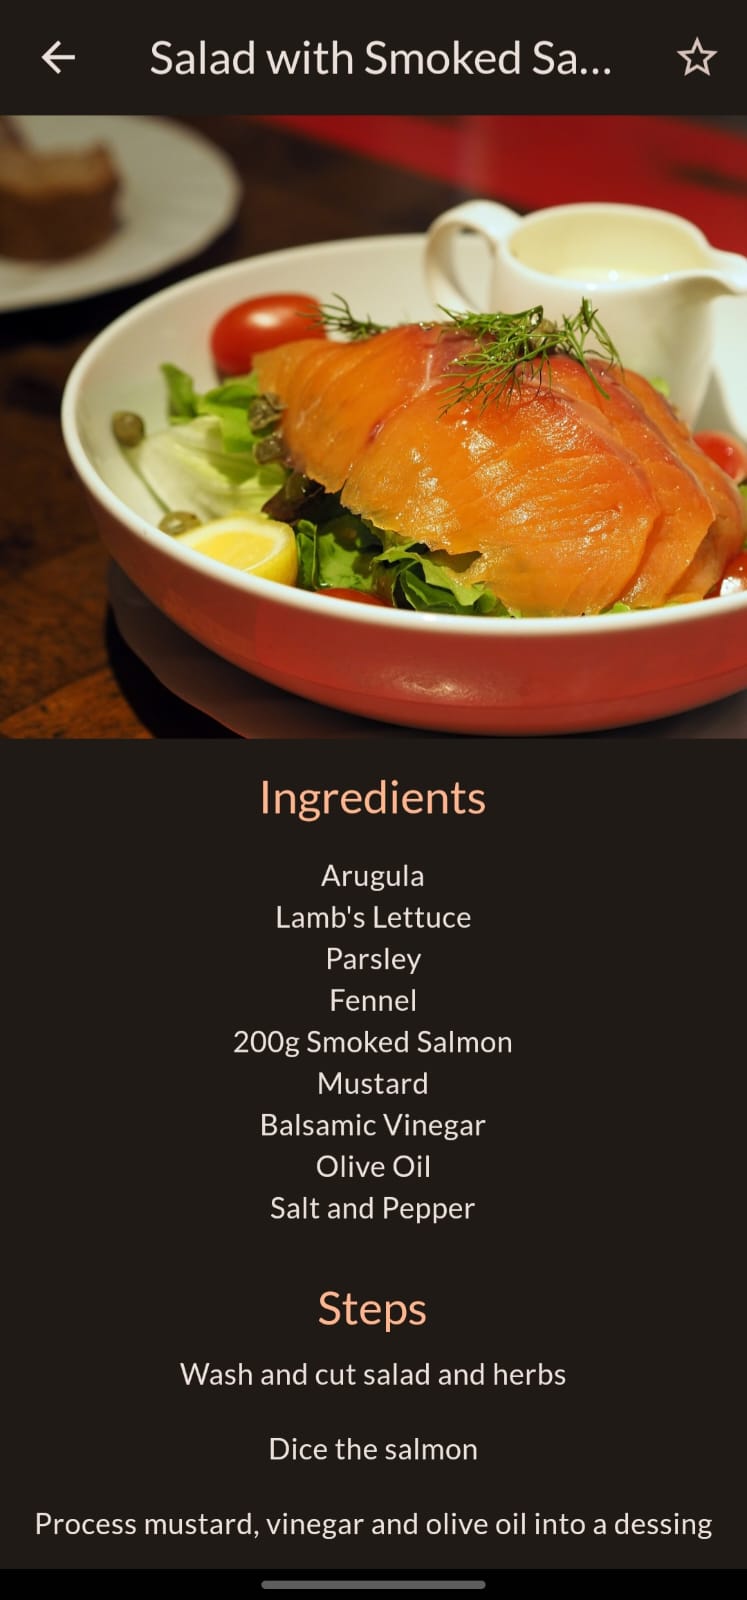 Salad with Smoked Sa...
Ingredients
Arugula
Lamb's Lettuce
Parsley
Fennel
200g Smoked Salmon
Mustard
Balsamic Vinegar
Olive Oil
Salt and Pepper
Steps
Wash and cut salad and herbs
Dice the salmon
Process mustard, vinegar and olive oil into a dessing